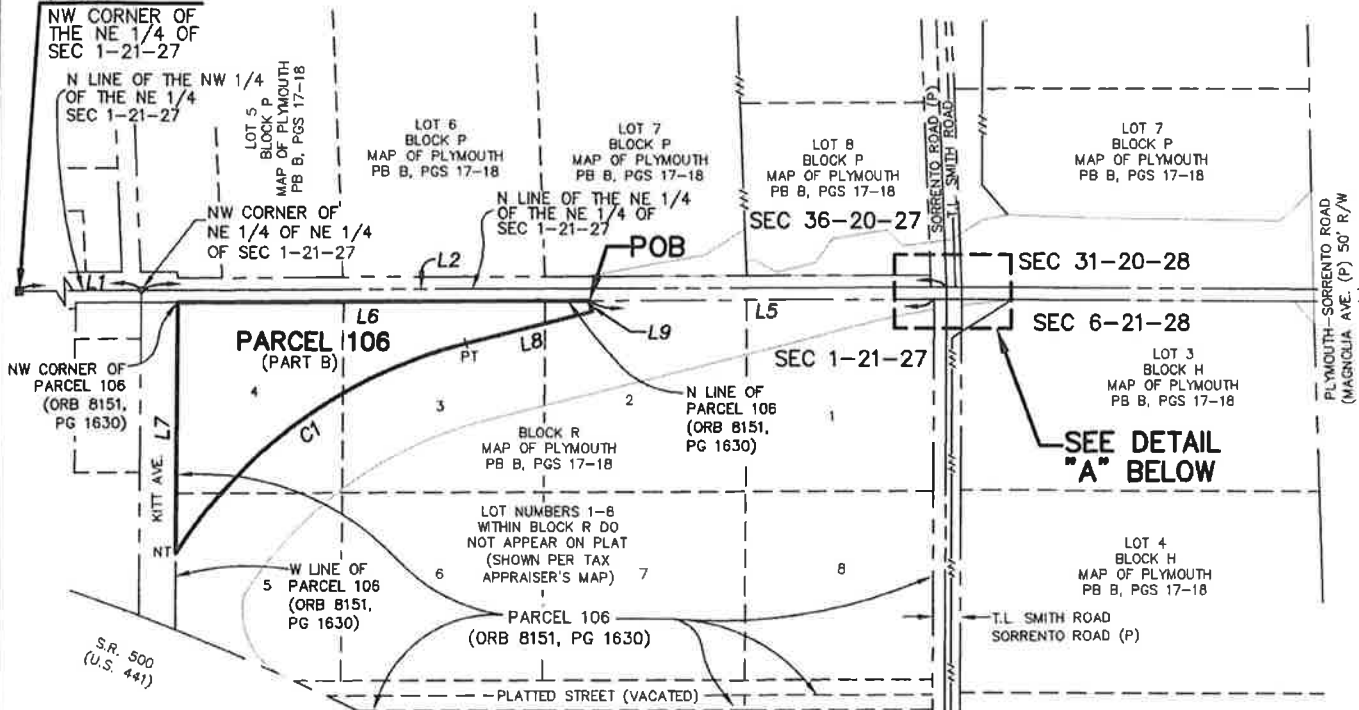 NW CORNER OF
THE NE 1/4 OF
SEC 1-21-27
N LINE OF THE NW 1/4
OF THE NE 1/4
SEC 1-21-27
LOT 5
BLOCK P
MAP OF PLYMOUTH
PB B, PGS 17-18
LOT 6
BLOCK P
MAP OF PLYMOUTH
PB B, PGS 17-18
LOT 7
BLOCK P
MAP OF PLYMOUTH
PB B, PGS 17-18
LOT 8
BLOCK P
MAP OF PLYMOUTH
PB B, PGS 17-18
SORRENTO ROAD (P)
T.L. SMITH ROAD
LOT 7
BLOCK P
MAP OF PLYMOUTH
PB B, PGS 17-18
PLYMOUTH-SORRENTO ROAD
(MAGNOLIA AVE. (P) 50' R/W
NW CORNER OF
NE 1/4 OF NE 1/4
OF SEC 1-21-27
N LINE OF THE NE 1/4
OF THE NE 1/4 OF
SEC 1-21-27
SEC 36-20-27
POB
L1
L2
SEC 31-20-28
L6
L5
L9
L8
PT
PARCEL 106
(PART B)
SEC 1-21-27
SEC 6-21-28
NW CORNER OF
PARCEL 106
(ORB 8151,
PG 1630)
4
3
2
1
N LINE OF
PARCEL 106
(ORB 8151,
PG 1630)
LOT 3
BLOCK H
MAP OF PLYMOUTH
PB B, PGS 17-18
C1
L7
KITT AVE.
BLOCK R
MAP OF PLYMOUTH
PB B, PGS 17-18
SEE DETAIL
"A" BELOW
LOT NUMBERS 1-8
WITHIN BLOCK R DO
NOT APPEAR ON PLAT
(SHOWN PER TAX
APPRAISER'S MAP)
NT
5
6
7
8
W LINE OF
PARCEL 106
(ORB 8151,
PG 1630)
LOT 4
BLOCK H
MAP OF PLYMOUTH
PB B, PGS 17-18
PARCEL 106
(ORB 8151, PG 1630)
T.L. SMITH ROAD
SORRENTO ROAD (P)
S.R. 500
(U.S. 441)
PLATTED STREET (VACATED)